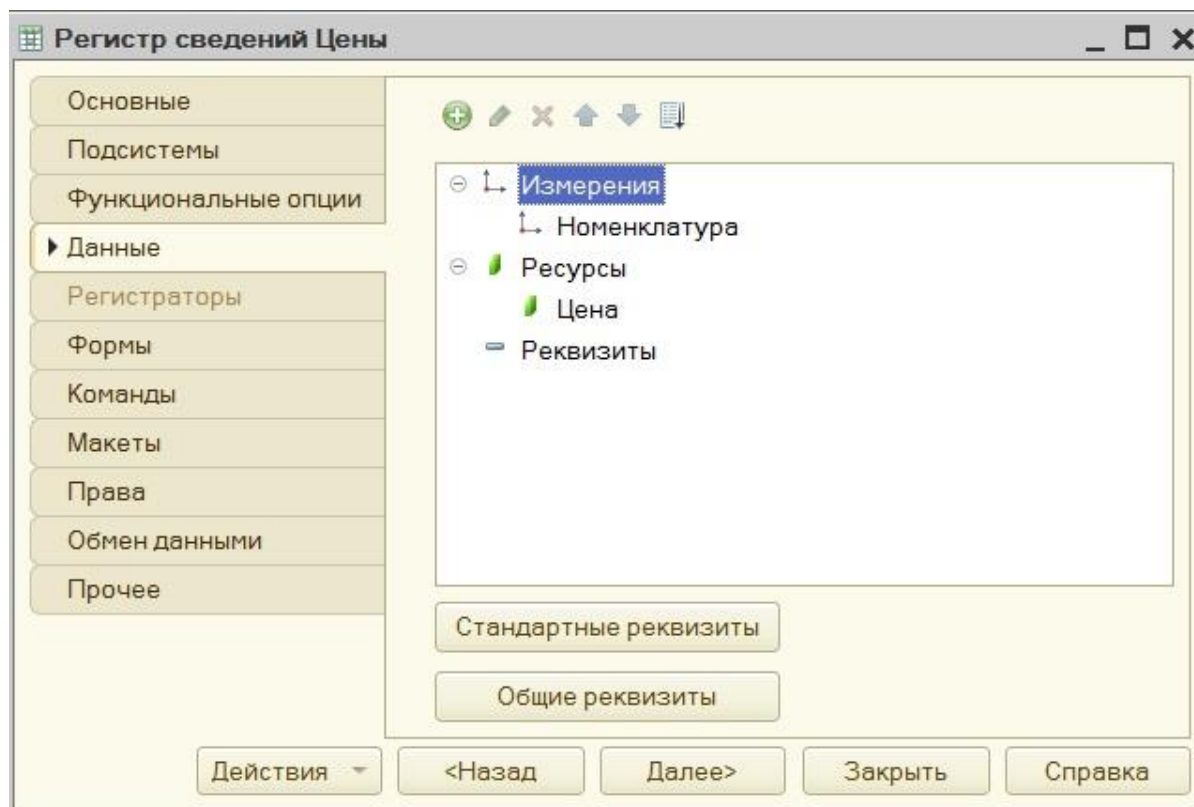 Регистр сведений Цены
Основные
Подсистемы
Функциональные опции
Данные
Регистраторы
Формы
Команды
Макеты
Права
Обмен данными
Прочее
Измерения
Номенклатура
Ресурсы
Цена
Реквизиты
Стандартные реквизиты
Общие реквизиты
Действия <Назад Далее> Закрыть Справка